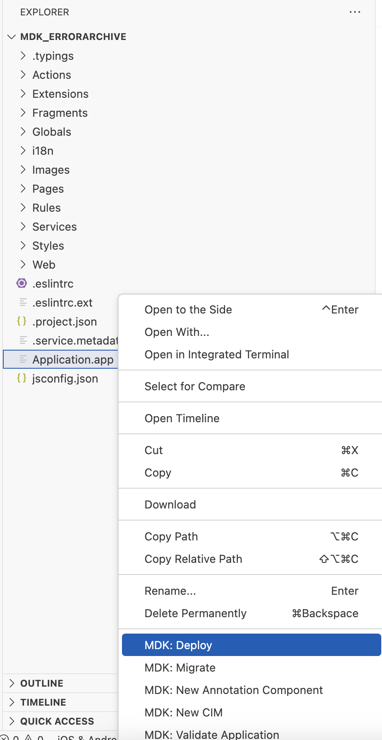 EXPLORER
MDK_ERRORARCHIVE
.typings
Actions
Extensions
Fragments
Globals
i18n
Images
Pages
Rules
Services
Styles
Web
.eslintrc
.eslintrc.ext
.project.json
.service.metadat
Application.app
jsconfig.json
Open to the Side ^Enter
Open With...
Open in Integrated Terminal
Select for Compare
Open Timeline
Cut ⌘X
Copy ⌘C
Download
Copy Path ⌥⌘C
Copy Relative Path ⇧⌥⌘C
Rename... Enter
Delete Permanently ⌘Backspace
MDK: Deploy
MDK: Migrate
MDK: New Annotation Component
MDK: New CIM
MDK: Validate Application
OUTLINE
TIMELINE
QUICK ACCESS
0 0 iOS & Andro